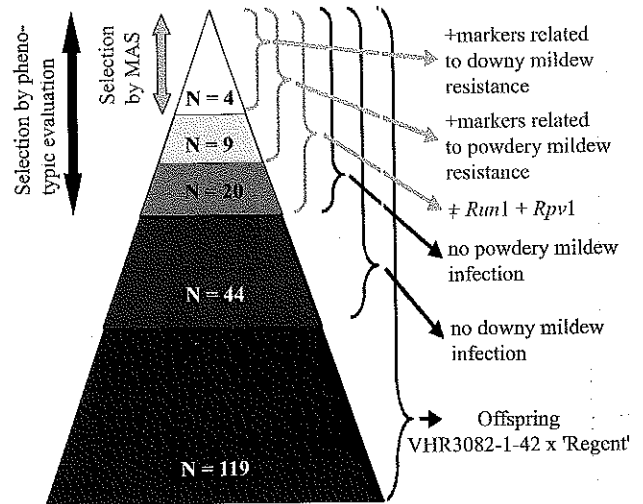 Selection by pheno-
typic evaluation
Selection
by MAS
N = 4
N = 9
N = 20
N = 44
N = 119
+markers related
to downy mildew
resistance
+markers related
to powdery mildew
resistance
+ Run1 + Rpv1
no powdery mildew
infection
no downy mildew
infection
Offspring
VHR3082-1-42 x 'Regent'